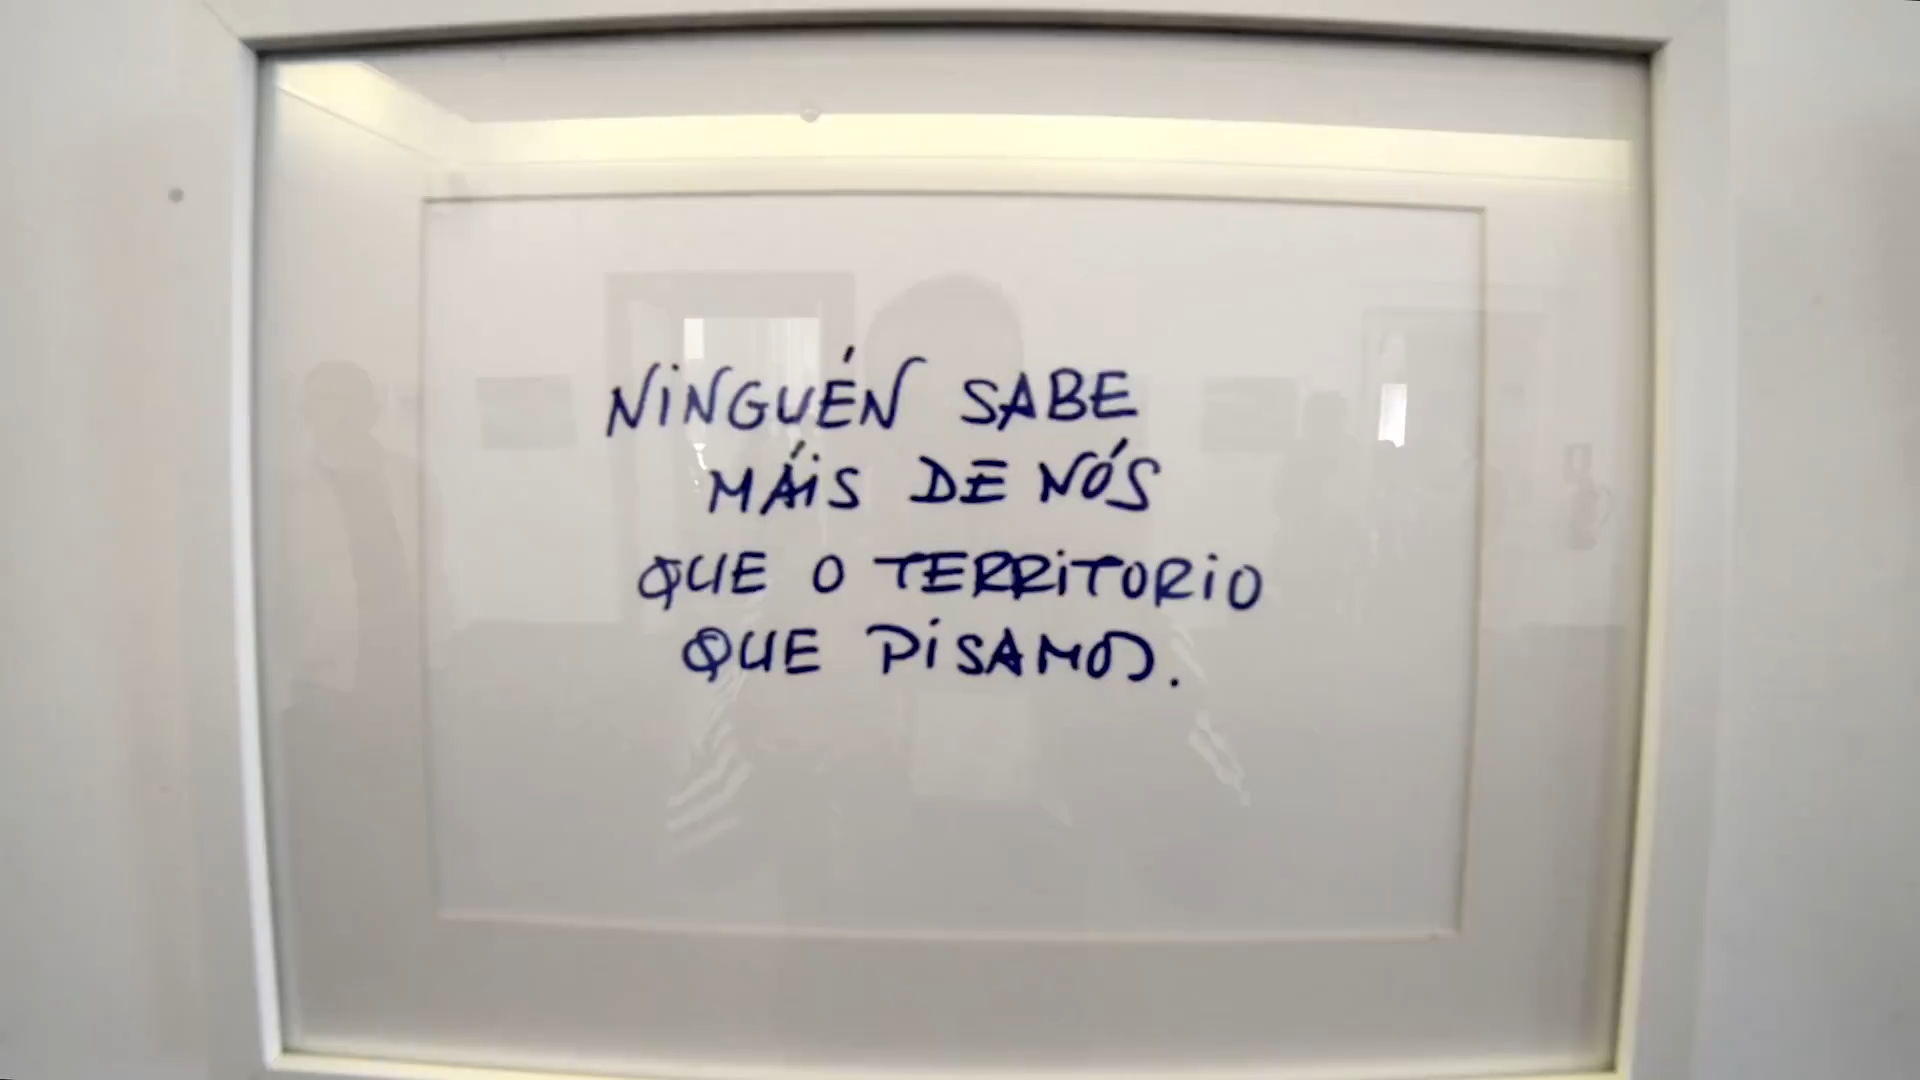 NINGUÉN SABE
MÁIS DE NÓS
QUE O TERRITORIO
QUE PISAMOS.